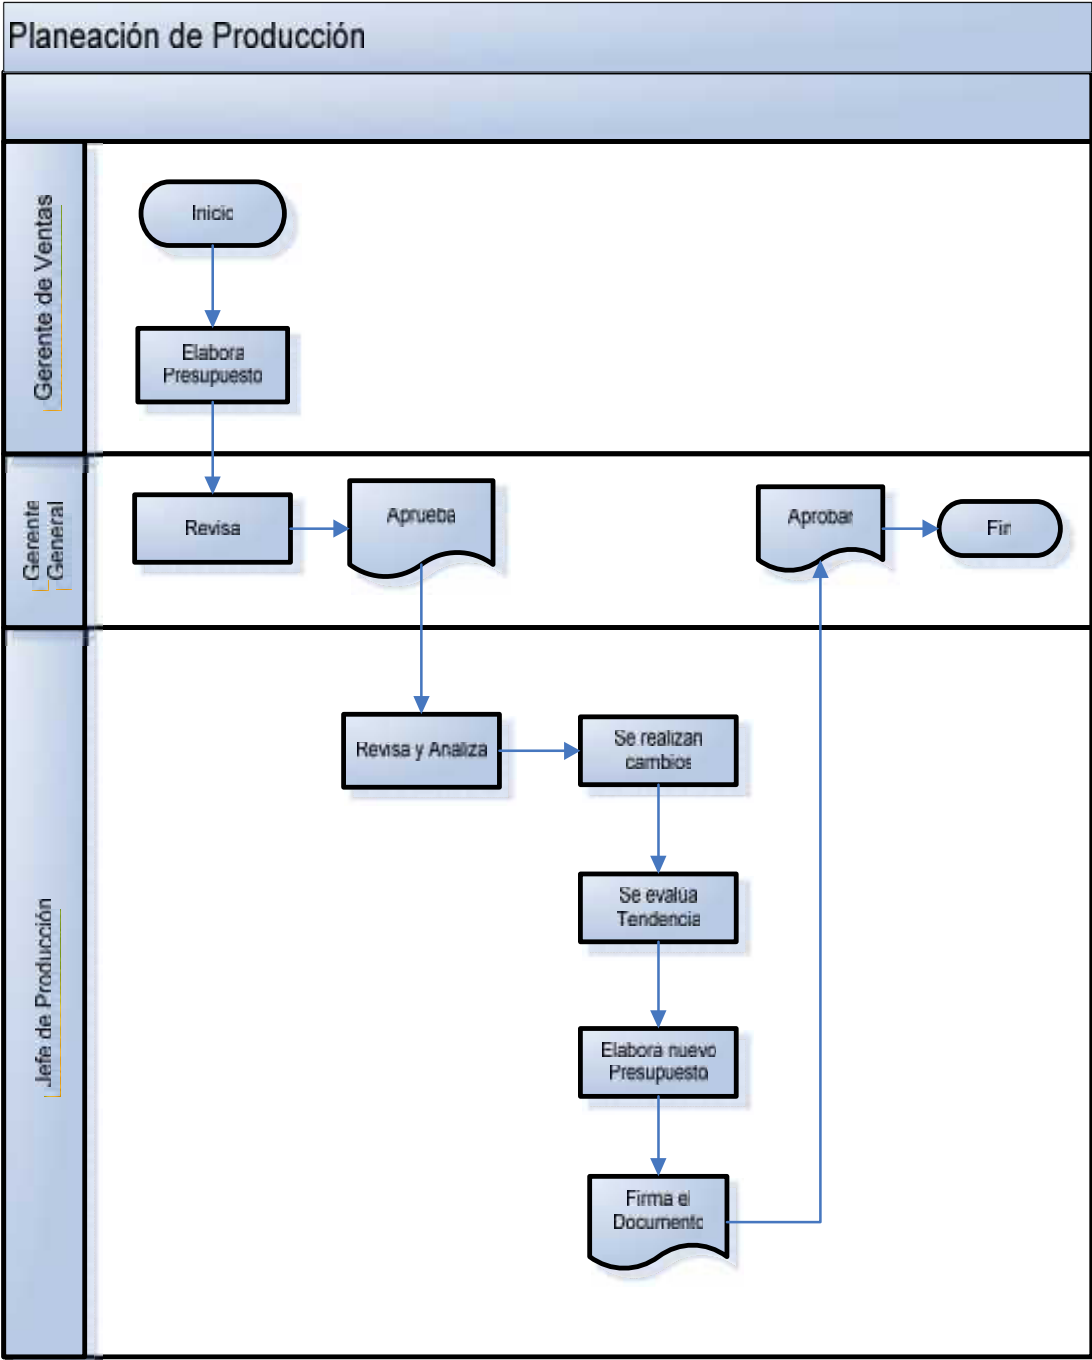 Planeación de Producción
Gerente de Ventas
Inicio
Elabora
Presupuesto
Gerente
General
Revisa
Aprueba
Aprobar
Fin
Jefe de Producción
Revisa y Analiza
Se realizan
cambios
Se evalúa
Tendencia
Elabora nuevo
Presupuesto
Firma el
Documento